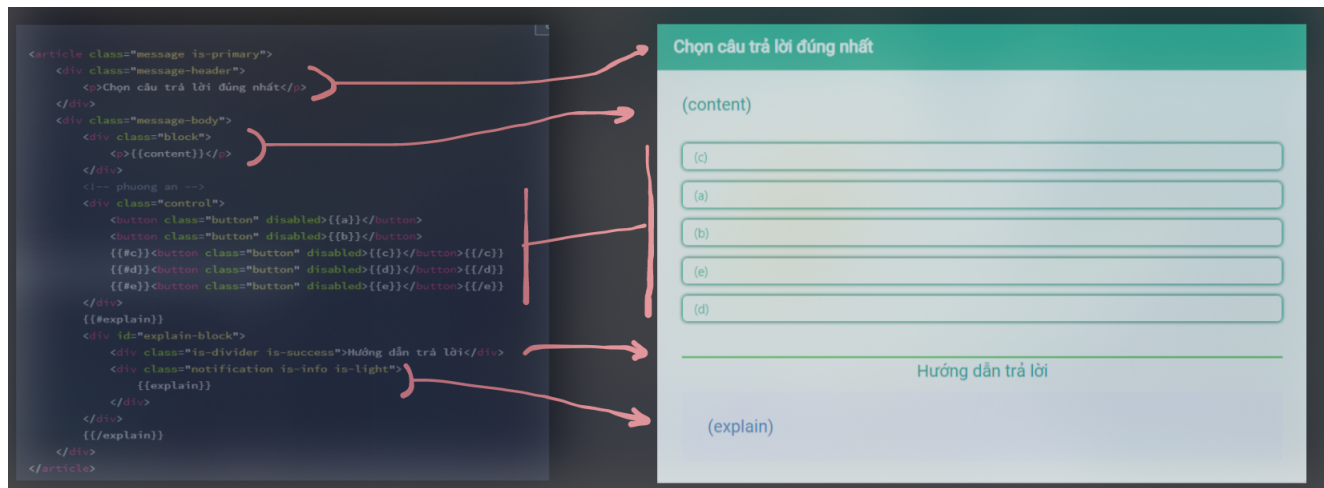 <article class="message is-primary">
<div class="message-header">
<p>Chọn câu trả lời đúng nhất</p>
</div>
<div class="message-body">
<div class="block">
<p>{{content}}</p>
</div>
<!-- phuong an -->
<div class="control">
<button class="button" disabled>{{a}}</button>
<button class="button" disabled>{{b}}</button>
{{#c}}<button class="button" disabled>{{c}}</button>{{/c}}
{{#d}}<button class="button" disabled>{{d}}</button>{{/d}}
{{#e}}<button class="button" disabled>{{e}}</button>{{/e}}
</div>
{{#explain}}
<div id="explain-block">
<div class="is-divider is-success">Hướng dẫn trả lời</div>
<div class="notification is-info is-light">
{{explain}}
</div>
</div>
{{/explain}}
</div>
</article>
Chọn câu trả lời đúng nhất
(content)
(c)
(a)
(b)
(e)
(d)
Hướng dẫn trả lời
(explain)